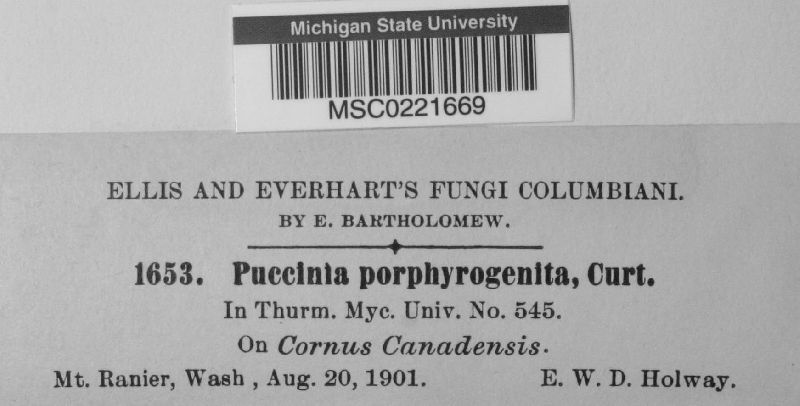 Michigan State University
MSC0221669
ELLIS AND EVERHART'S FUNGI COLUMBIANI.
BY E. BARTHOLOMEW.
1653. Puccinia porphyrogenita, Curt.
In Thurm. Myc. Univ. No. 545.
On Cornus Canadensis.
Mt. Ranier, Wash , Aug. 20, 1901. E. W. D. Holway.